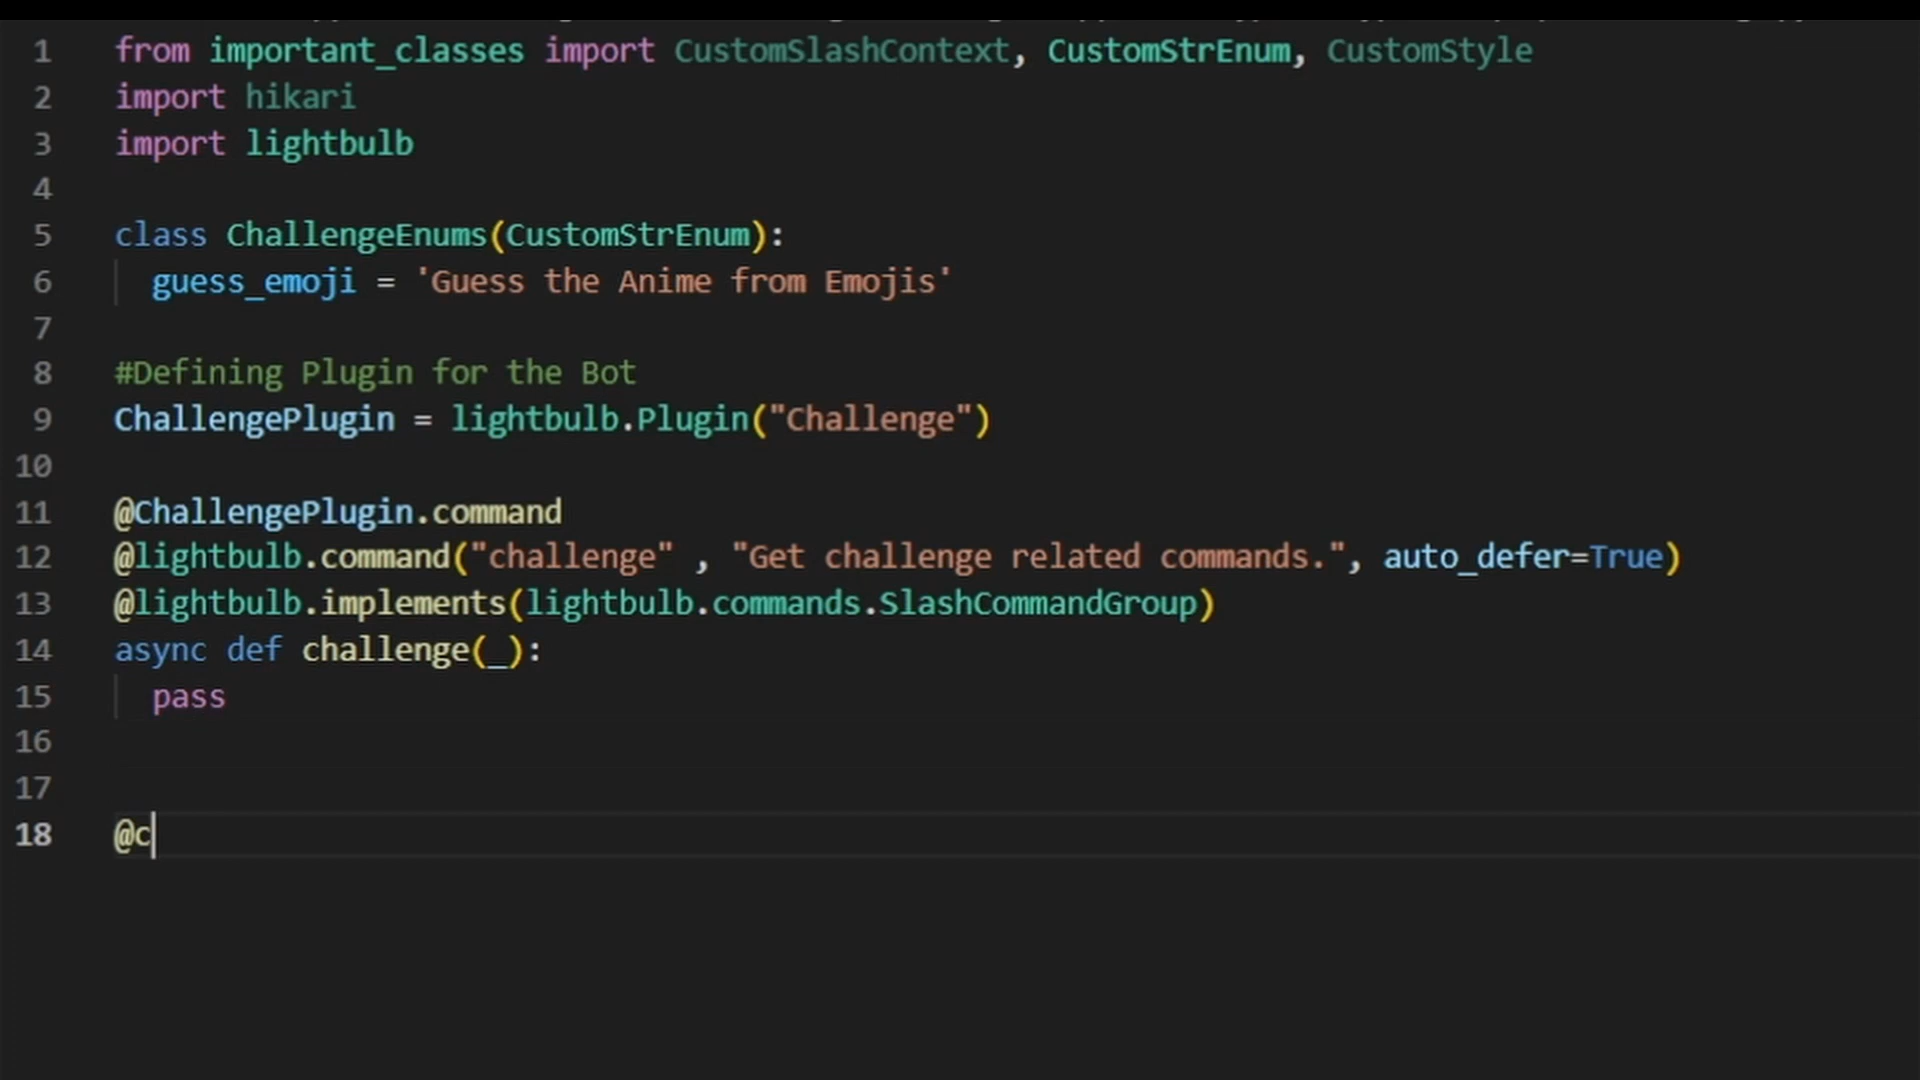 1 from important_classes import CustomSlashContext, CustomStrEnum, CustomStyle
2 import hikari
3 import lightbulb
4
5 class ChallengeEnums(CustomStrEnum):
6 guess_emoji = 'Guess the Anime from Emojis'
7
8 #Defining Plugin for the Bot
9 ChallengePlugin = lightbulb.Plugin("Challenge")
10
11 @ChallengePlugin.command
12 @lightbulb.command("challenge" , "Get challenge related commands.", auto_defer=True)
13 @lightbulb.implements(lightbulb.commands.SlashCommandGroup)
14 async def challenge(_):
15 pass
16
17
18 @c